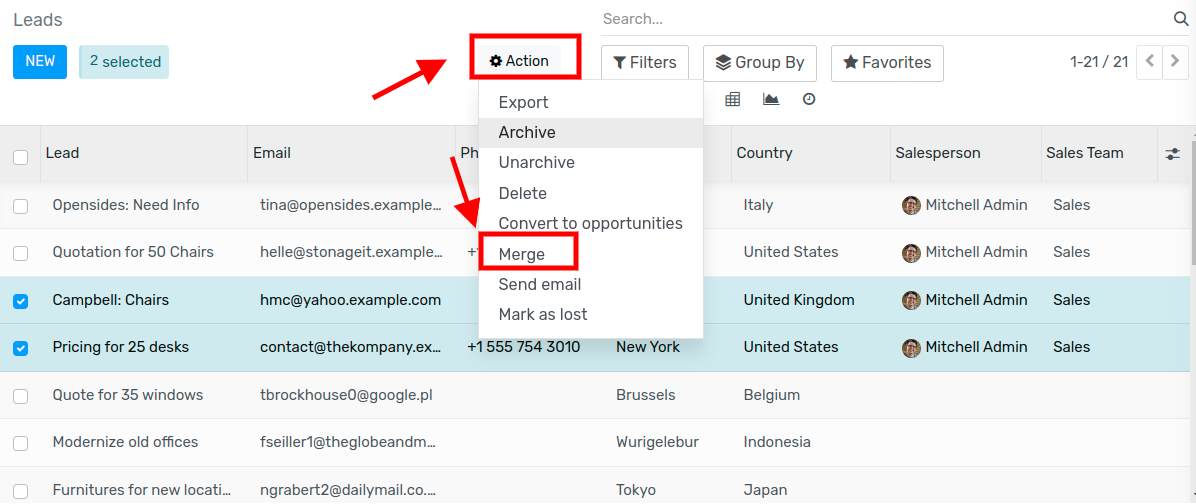 Leads
Search...
NEW
2 selected
Action
Filters
Group By
Favorites
1-21 / 21
Export
Archive
Unarchive
Delete
Convert to opportunities
Merge
Send email
Mark as lost
Lead Email Ph Country Salesperson Sales Team
Opensides: Need Info tina@opensides.example... Italy Mitchell Admin Sales
Quotation for 50 Chairs helle@stonageit.example... United States Mitchell Admin Sales
Campbell: Chairs hmc@yahoo.example.com United Kingdom Mitchell Admin Sales
Pricing for 25 desks contact@thekompany.ex... +1 555 754 3010 New York United States Mitchell Admin Sales
Quote for 35 windows tbrockhouse0@google.pl Brussels Belgium
Modernize old offices fseiller1@theglobeandm... Wurigelebur Indonesia
Furnitures for new locati... ngrabert2@dailymail.co.... Tokyo Japan